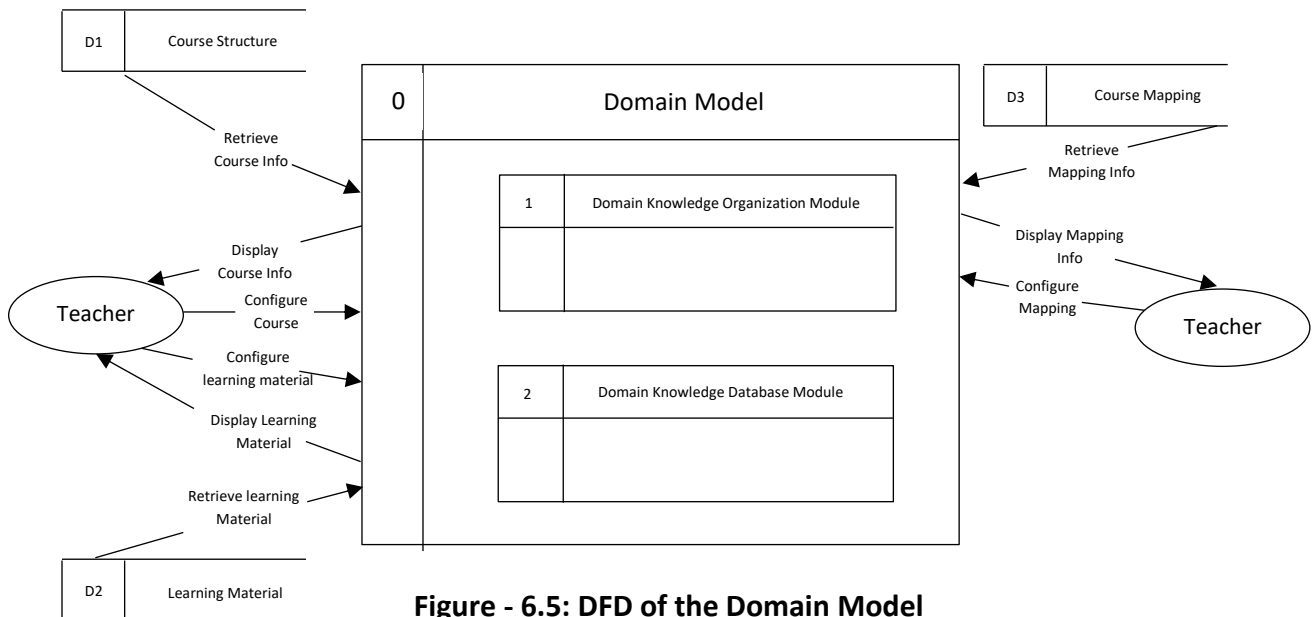 D1 Course Structure
0 Domain Model
D3 Course Mapping
Retrieve
Course Info
Retrieve
Mapping Info
1 Domain Knowledge Organization Module
Display
Course Info
Display Mapping
Info
Configure
Course
Configure
Mapping
Teacher
Teacher
Configure
learning material
2 Domain Knowledge Database Module
Display Learning
Material
Retrieve learning
Material
D2 Learning Material
Figure - 6.5: DFD of the Domain Model